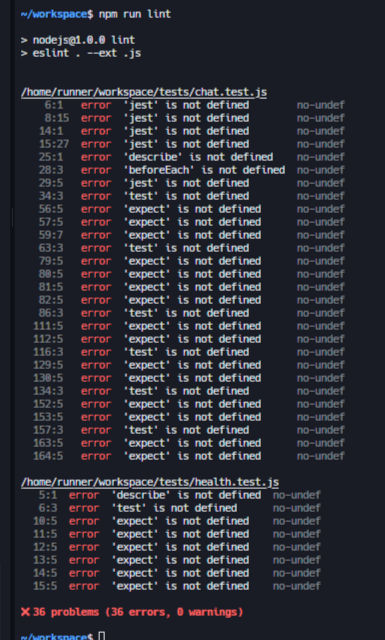 ~/workspace$ npm run lint
> nodejs@1.0.0 lint
> eslint . --ext .js
/home/runner/workspace/tests/chat.test.js
6:1 error 'jest' is not defined no-undef
8:15 error 'jest' is not defined no-undef
14:1 error 'jest' is not defined no-undef
15:27 error 'jest' is not defined no-undef
25:1 error 'describe' is not defined no-undef
28:3 error 'beforeEach' is not defined no-undef
29:5 error 'jest' is not defined no-undef
34:3 error 'test' is not defined no-undef
56:5 error 'expect' is not defined no-undef
57:5 error 'expect' is not defined no-undef
59:7 error 'expect' is not defined no-undef
63:3 error 'test' is not defined no-undef
79:5 error 'expect' is not defined no-undef
80:5 error 'expect' is not defined no-undef
81:5 error 'expect' is not defined no-undef
82:5 error 'expect' is not defined no-undef
86:3 error 'test' is not defined no-undef
111:5 error 'expect' is not defined no-undef
112:5 error 'expect' is not defined no-undef
116:3 error 'test' is not defined no-undef
129:5 error 'expect' is not defined no-undef
130:5 error 'expect' is not defined no-undef
134:3 error 'test' is not defined no-undef
152:5 error 'expect' is not defined no-undef
153:5 error 'expect' is not defined no-undef
157:3 error 'test' is not defined no-undef
163:5 error 'expect' is not defined no-undef
164:5 error 'expect' is not defined no-undef
/home/runner/workspace/tests/health.test.js
5:1 error 'describe' is not defined no-undef
6:3 error 'test' is not defined no-undef
10:5 error 'expect' is not defined no-undef
11:5 error 'expect' is not defined no-undef
12:5 error 'expect' is not defined no-undef
13:5 error 'expect' is not defined no-undef
14:5 error 'expect' is not defined no-undef
15:5 error 'expect' is not defined no-undef
✖ 36 problems (36 errors, 0 warnings)
~/workspace$